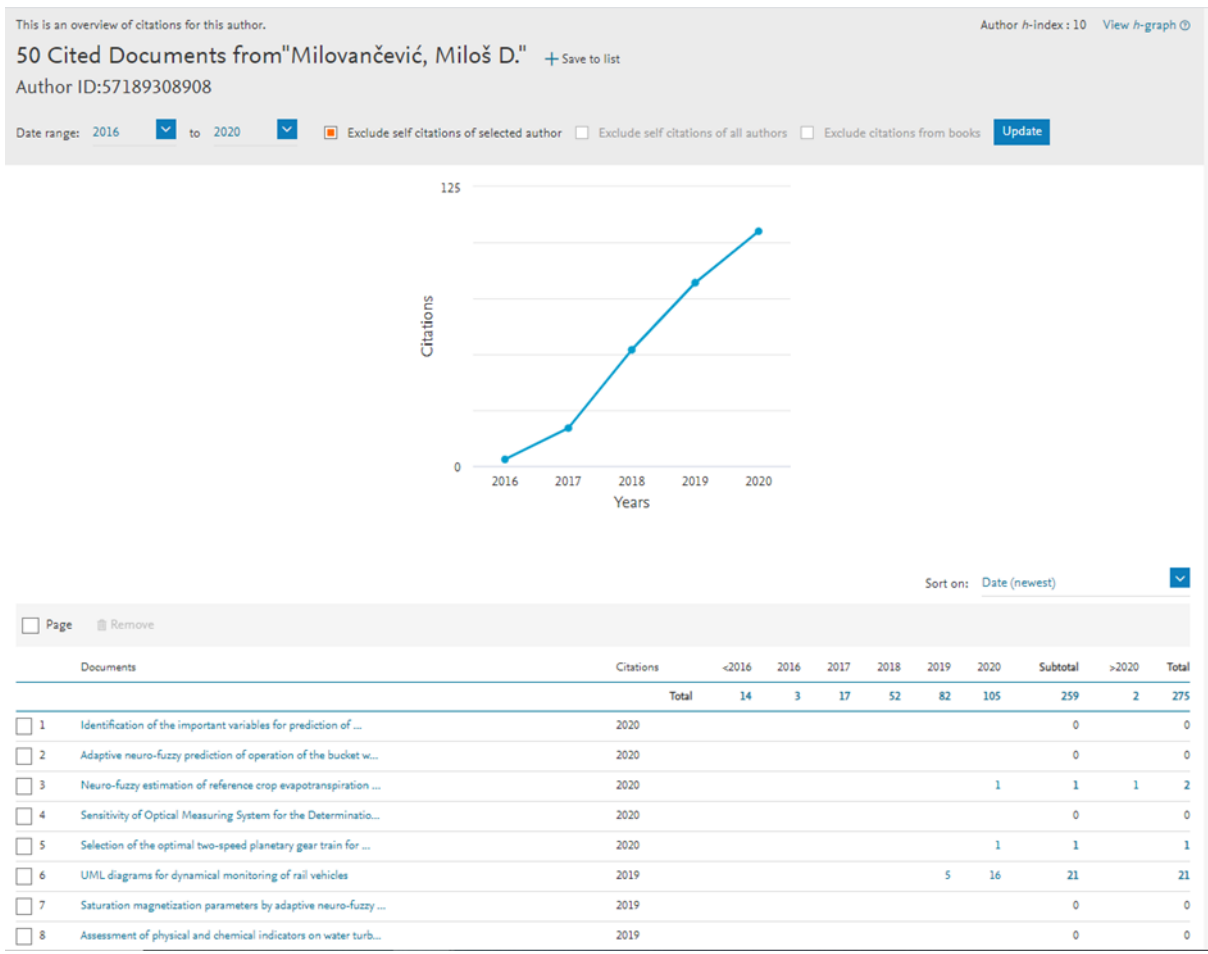 This is an overview of citations for this author.
Author h-index : 10 View h-graph
50 Cited Documents from"Milovančević, Miloš D." + Save to list
Author ID:57189308908
Date range: 2016 to 2020 Exclude self citations of selected author Exclude self citations of all authors Exclude citations from books Update
125
Citations
0
2016 2017 2018 2019 2020
Years
Sort on: Date (newest)
Page Remove
Documents Citations <2016 2016 2017 2018 2019 2020 Subtotal >2020 Total
Total 14 3 17 52 82 105 259 2 275
1 Identification of the important variables for prediction of ... 2020 0 0
2 Adaptive neuro-fuzzy prediction of operation of the bucket w... 2020 0 0
3 Neuro-fuzzy estimation of reference crop evapotranspiration ... 2020 1 1 1 2
4 Sensitivity of Optical Measuring System for the Determinatio... 2020 0 0
5 Selection of the optimal two-speed planetary gear train for ... 2020 1 1 1
6 UML diagrams for dynamical monitoring of rail vehicles 2019 5 16 21 21
7 Saturation magnetization parameters by adaptive neuro-fuzzy ... 2019 0 0
8 Assessment of physical and chemical indicators on water turb... 2019 0 0